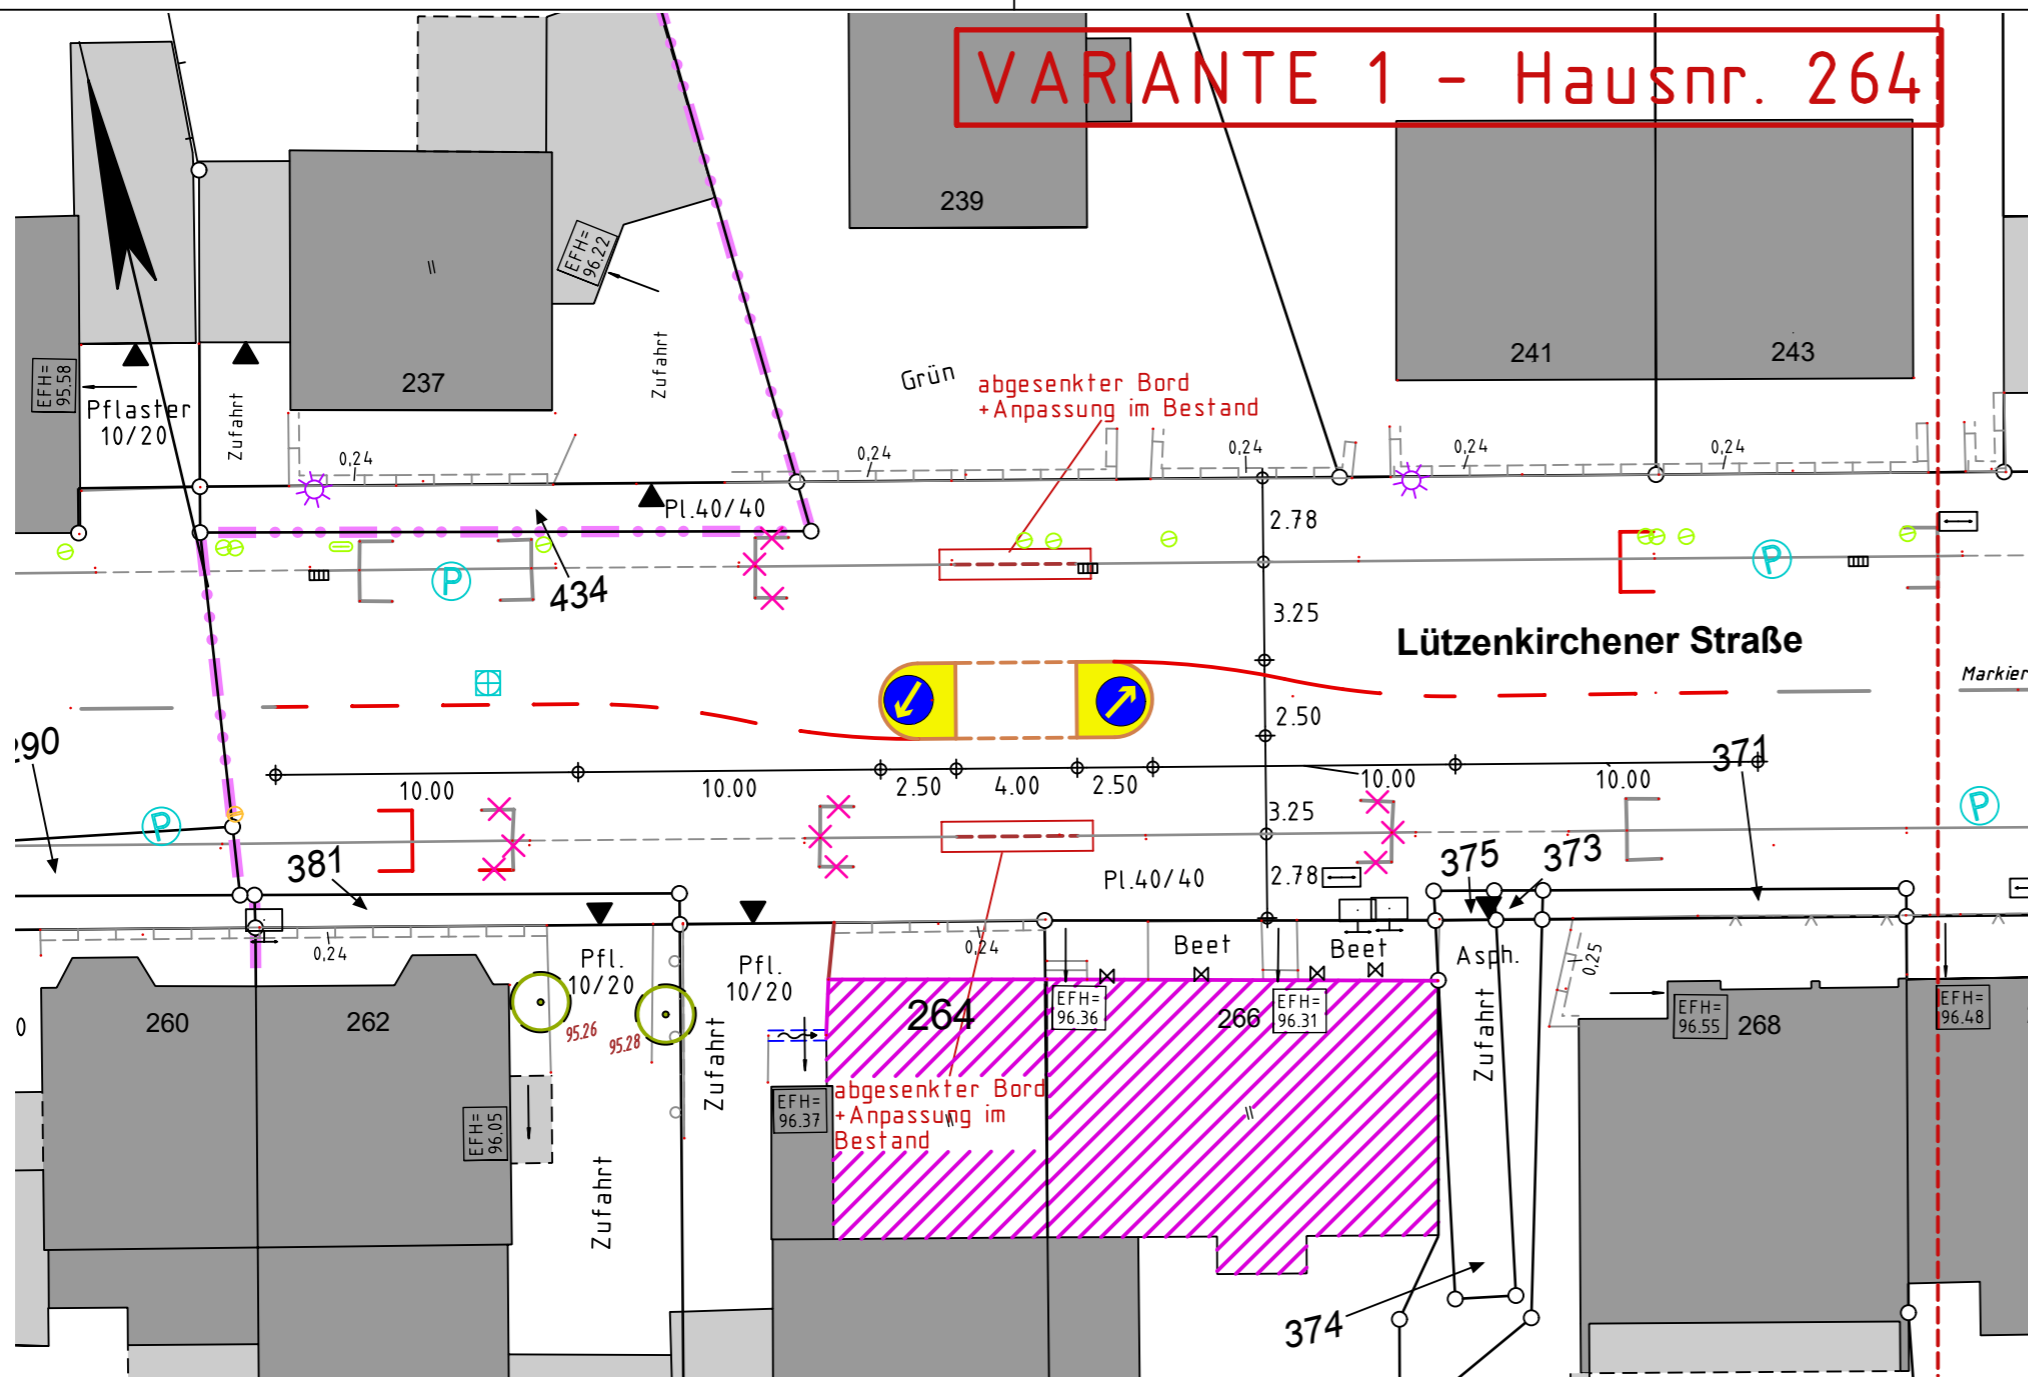 VARIANTE 1 - Hausnr. 264
239
EFH=
96.22
237
241
243
EFH=
95.58
Pflaster
10/20
Zufahrt
Zufahrt
Grün
abgesenkter Bord
+Anpassung im Bestand
0,24
0,24
0,24
0,24
0,24
Pl.40/40
2.78
P
434
P
3.25
Lützenkirchener Straße
Markier
2.50
290
371
10.00
10.00
2.50
4.00
2.50
10.00
10.00
P
3.25
P
381
375
373
Pl.40/40
2.78
0,24
0,24
Pfl.
10/20
Pfl.
10/20
Beet
Beet
Asph.
0,25
0
260
262
95.26
95.28
264
EFH=
96.36
266
EFH=
96.31
EFH=
96.55
268
EFH=
96.48
Zufahrt
Zufahrt
Zufahrt
EFH=
96.05
EFH=
96.37
abgesenkter Bord
+Anpassung im
Bestand
374